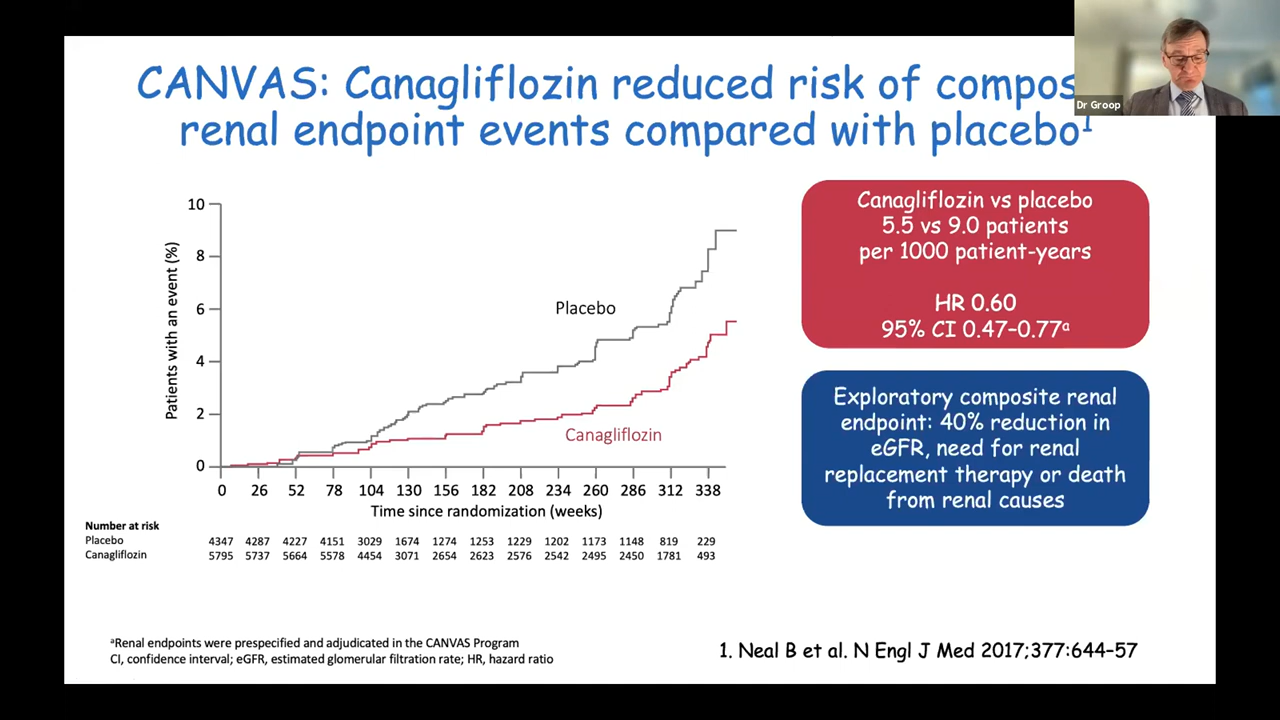 CANVAS: Canagliflozin reduced risk of compos
renal endpoint events compared with placebo¹
Dr Groop
Patients with an event (%)
10
8
6
4
2
0
Placebo
Canagliflozin
0 26 52 78 104 130 156 182 208 234 260 286 312 338
Time since randomization (weeks)
Number at risk
Placebo 4347 4287 4227 4151 3029 1674 1274 1253 1229 1202 1173 1148 819 229
Canagliflozin 5795 5737 5664 5578 4454 3071 2654 2623 2576 2542 2495 2450 1781 493
Canagliflozin vs placebo
5.5 vs 9.0 patients
per 1000 patient-years
HR 0.60
95% CI 0.47–0.77ᵃ
Exploratory composite renal
endpoint: 40% reduction in
eGFR, need for renal
replacement therapy or death
from renal causes
ᵃRenal endpoints were prespecified and adjudicated in the CANVAS Program
CI, confidence interval; eGFR, estimated glomerular filtration rate; HR, hazard ratio
1. Neal B et al. N Engl J Med 2017;377:644–57